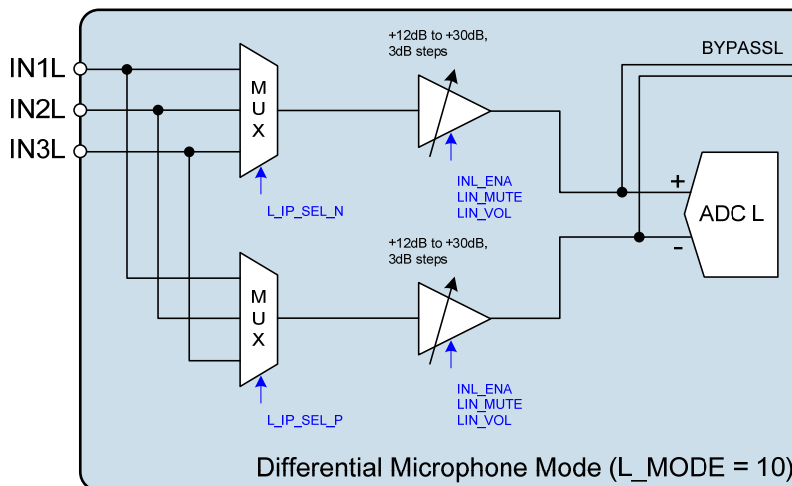 +12dB to +30dB,
3dB steps
BYPASSL
IN1L
IN2L
IN3L
M
U
X
L_IP_SEL_N
INL_ENA
LIN_MUTE
LIN_VOL
+
ADC L
-
+12dB to +30dB,
3dB steps
M
U
X
L_IP_SEL_P
INL_ENA
LIN_MUTE
LIN_VOL
Differential Microphone Mode (L_MODE = 10)